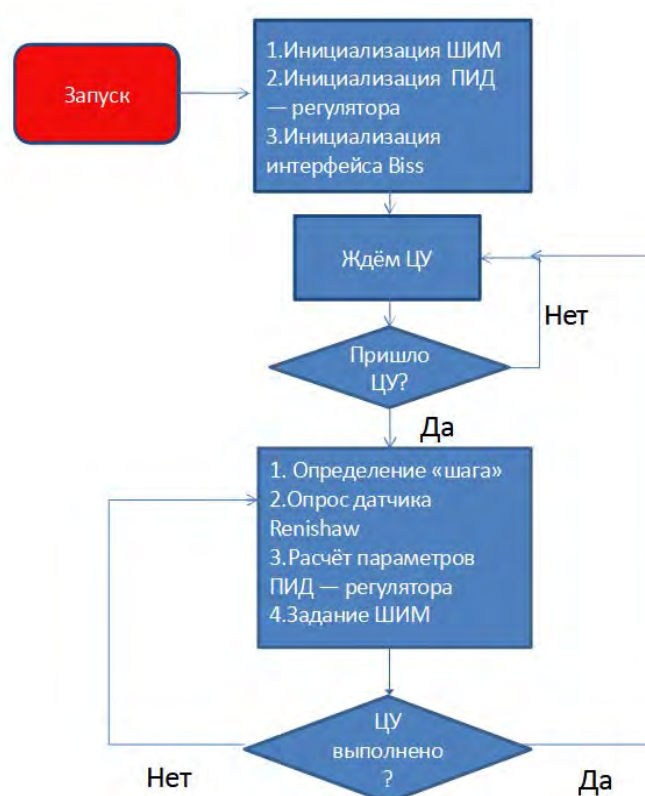 Запуск
1.Инициализация ШИМ
2.Инициализация ПИД
— регулятора
3.Инициализация
интерфейса Biss
Ждём ЦУ
Нет
Пришло
ЦУ?
Да
1. Определение «шага»
2.Опрос датчика
Renishaw
3.Расчёт параметров
ПИД — регулятора
4.Задание ШИМ
ЦУ
выполнено
?
Нет
Да